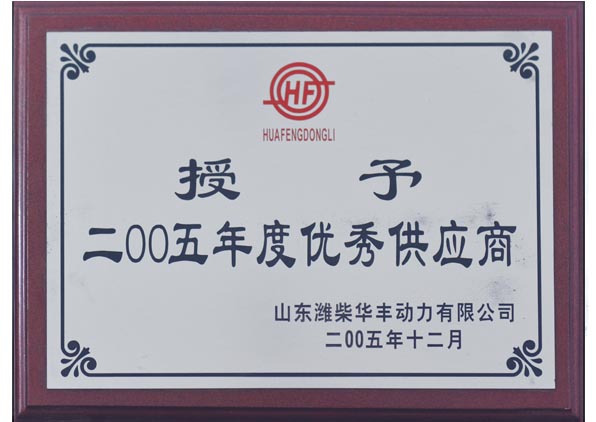 HF
HUAFENGDONGLI
授 予
二00五年度优秀供应商
山东潍柴华丰动力有限公司
二00五年十二月